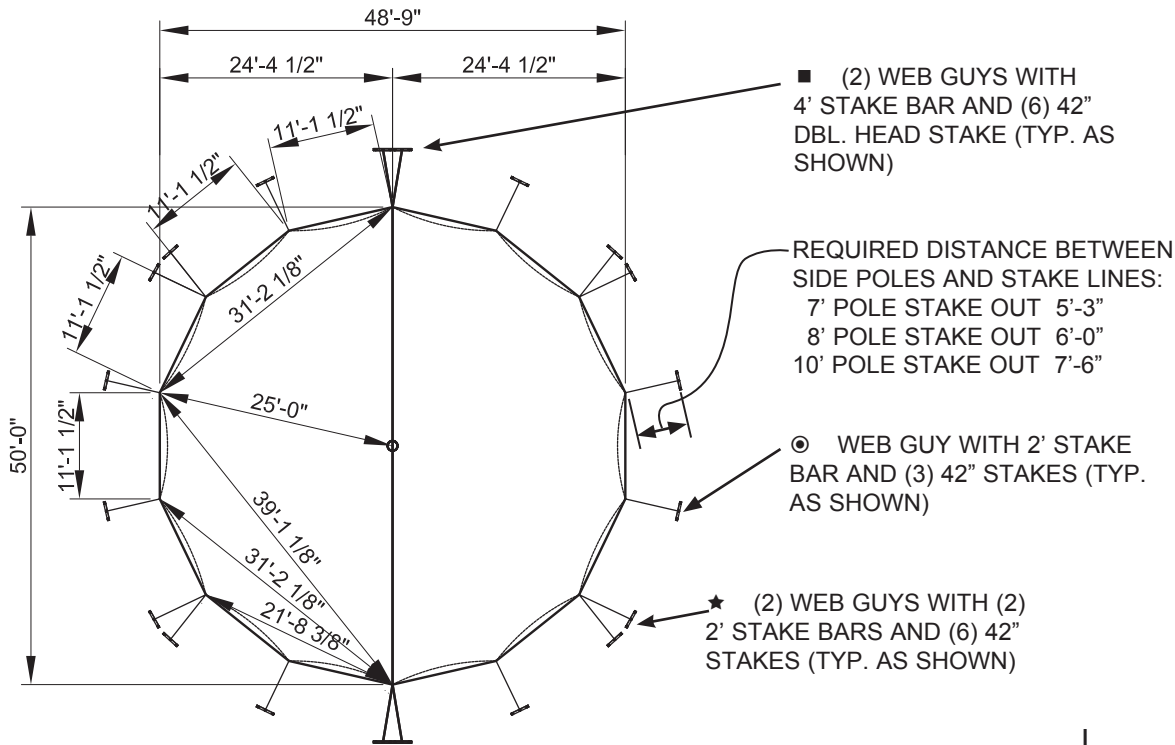 48'-9"
24'-4 1/2"
24'-4 1/2"
11'-1 1/2"
11'-1 1/2"
11'-1 1/2"
11'-1 1/2"
50'-0"
31'-2 1/8"
25'-0"
39'-1 1/8"
31'-2 1/8"
21'-8 3/8"
■ (2) WEB GUYS WITH
4’ STAKE BAR AND (6) 42”
DBL. HEAD STAKE (TYP. AS
SHOWN)
REQUIRED DISTANCE BETWEEN
SIDE POLES AND STAKE LINES:
7’ POLE STAKE OUT 5’-3”
8’ POLE STAKE OUT 6’-0”
10’ POLE STAKE OUT 7’-6”
WEB GUY WITH 2’ STAKE
BAR AND (3) 42” STAKES (TYP.
AS SHOWN)
★ (2) WEB GUYS WITH (2)
2’ STAKE BARS AND (6) 42”
STAKES (TYP. AS SHOWN)